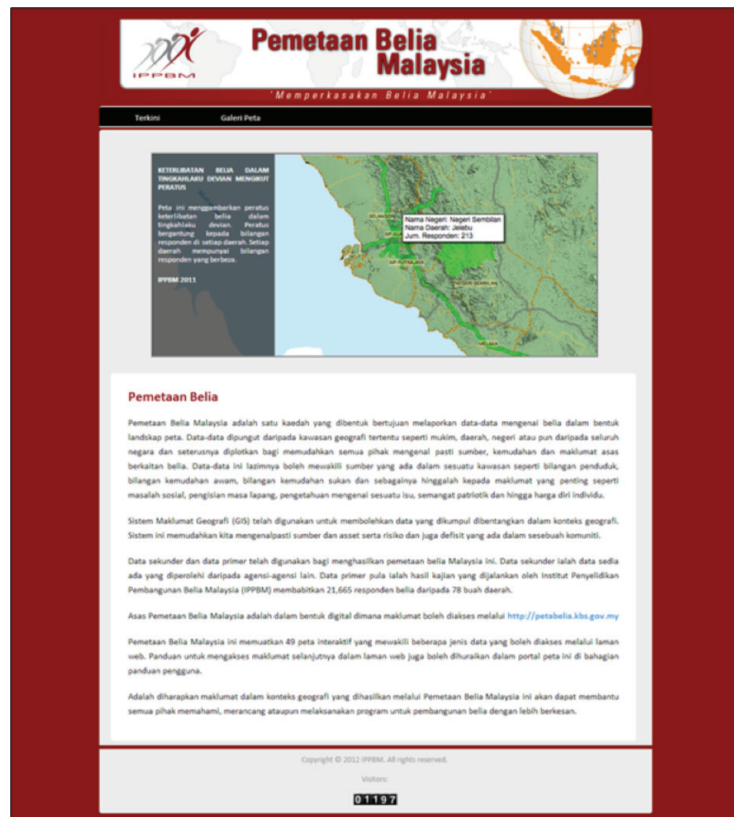 IPPBM
Pemetaan Belia
Malaysia
'Memperkasakan Belia Malaysia'
Terkini
Galeri Peta
KETERLIBATAN BELIA DALAM
TINGKAHLAKU DEVIAN MENGIKUT
PERATUS
Peta ini menggambarkan peratus
keterlibatan belia dalam
tingkahlaku devian. Peratus
bergantung kepada bilangan
responden di setiap daerah. Setiap
daerah mempunyai bilangan
responden yang berbeza.
IPPBM 2011
SELANGOR
Nama Negeri: Negeri Sembilan
Nama Daerah: Jelebu
Jum. Responden: 213
WP PUTRAJAYA
NEGERI SEMBILAN
MELAKA
Pemetaan Belia
Pemetaan Belia Malaysia adalah satu kaedah yang dibentuk bertujuan melaporkan data-data mengenai belia dalam bentuk
landskap peta. Data-data dipungut daripada kawasan geografi tertentu seperti mukim, daerah, negeri atau pun daripada seluruh
negara dan seterusnya diplotkan bagi memudahkan semua pihak mengenal pasti sumber, kemudahan dan maklumat asas
berkaitan belia. Data-data ini lazimnya boleh mewakili sumber yang ada dalam sesuatu kawasan seperti bilangan penduduk,
bilangan kemudahan awam, bilangan kemudahan sukan dan sebagainya hinggalah kepada maklumat yang penting seperti
masalah sosial, pengisian masa lapang, pengetahuan mengenai sesuatu isu, semangat patriotik dan hingga harga diri individu.
Sistem Maklumat Geografi (GIS) telah digunakan untuk membolehkan data yang dikumpul dibentangkan dalam konteks geografi.
Sistem ini memudahkan kita mengenalpasti sumber dan asset serta risiko dan juga defisit yang ada dalam sesebuah komuniti.
Data sekunder dan data primer telah digunakan bagi menghasilkan pemetaan belia Malaysia ini. Data sekunder ialah data sedia
ada yang diperolehi daripada agensi-agensi lain. Data primer pula ialah hasil kajian yang dijalankan oleh Institut Penyelidikan
Pembangunan Belia Malaysia (IPPBM) membabitkan 21,665 responden belia daripada 78 buah daerah.
Asas Pemetaan Belia Malaysia adalah dalam bentuk digital dimana maklumat boleh diakses melalui http://petabelia.kbs.gov.my
Pemetaan Belia Malaysia ini memuatkan 49 peta interaktif yang mewakili beberapa jenis data yang boleh diakses melalui laman
web. Panduan untuk mengakses maklumat selanjutnya dalam laman web juga boleh dihuraikan dalam portal peta ini di bahagian
panduan pengguna.
Adalah diharapkan maklumat dalam konteks geografi yang dihasilkan melalui Pemetaan Belia Malaysia ini akan dapat membantu
semua pihak memahami, merancang ataupun melaksanakan program untuk pembangunan belia dengan lebih berkesan.
Copyright © 2012 IPPBM. All rights reserved.
Visitors:
01197